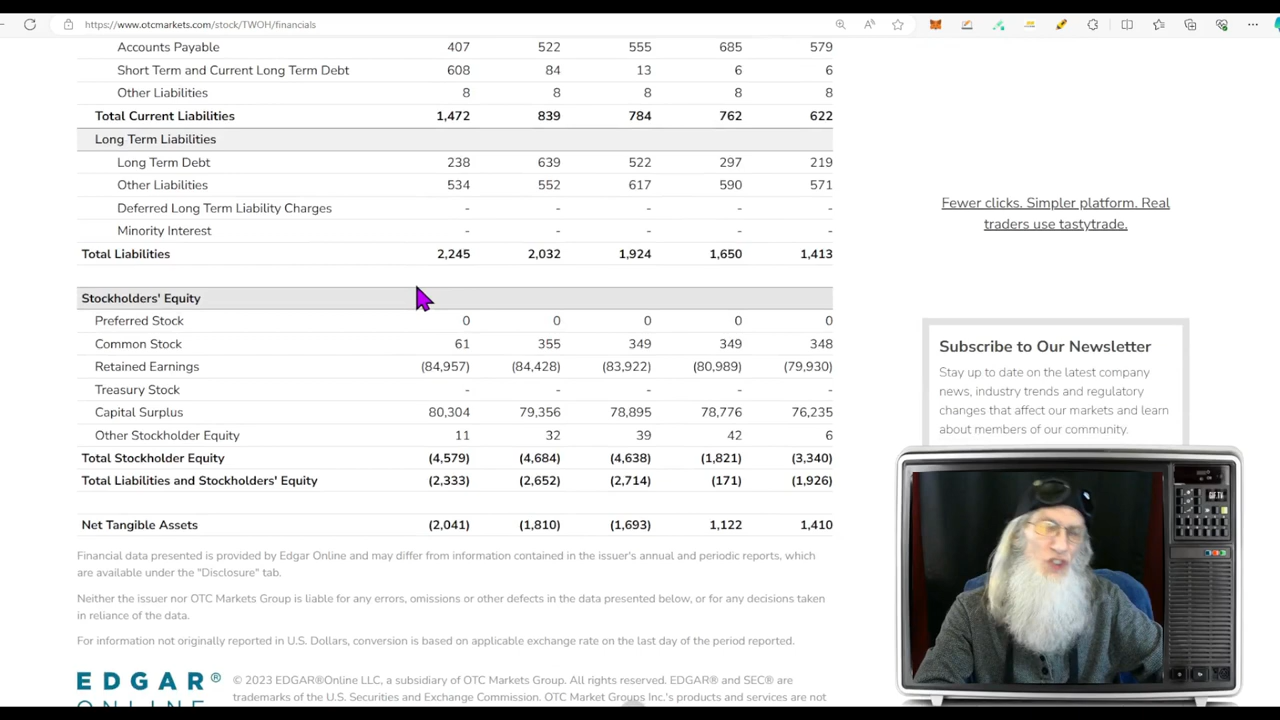 https://www.otcmarkets.com/stock/TWOH/financials
Accounts Payable 407 522 555 685 579
Short Term and Current Long Term Debt 608 84 13 6 6
Other Liabilities 8 8 8 8 8
Total Current Liabilities 1,472 839 784 762 622
Long Term Liabilities
Long Term Debt 238 639 522 297 219
Other Liabilities 534 552 617 590 571
Deferred Long Term Liability Charges - - - - -
Minority Interest - - - - -
Total Liabilities 2,245 2,032 1,924 1,650 1,413
Stockholders' Equity
Preferred Stock 0 0 0 0 0
Common Stock 61 355 349 349 348
Retained Earnings (84,957) (84,428) (83,922) (80,989) (79,930)
Treasury Stock - - - - -
Capital Surplus 80,304 79,356 78,895 78,776 76,235
Other Stockholder Equity 11 32 39 42 6
Total Stockholder Equity (4,579) (4,684) (4,638) (1,821) (3,340)
Total Liabilities and Stockholders' Equity (2,333) (2,652) (2,714) (171) (1,926)
Net Tangible Assets (2,041) (1,810) (1,693) 1,122 1,410
Financial data presented is provided by Edgar Online and may differ from information contained in the issuer's annual and periodic reports, which
are available under the "Disclosure" tab.
Neither the issuer nor OTC Markets Group is liable for any errors, omissions or defects in the data presented below, or for any decisions taken
in reliance of the data.
For information not originally reported in U.S. Dollars, conversion is based on applicable exchange rate on the last day of the period reported.
EDGAR®
ONLINE
© 2023 EDGAR®Online LLC, a subsidiary of OTC Markets Group. All rights reserved. EDGAR® and SEC® are
trademarks of the U.S. Securities and Exchange Commission. OTC Market Groups Inc.'s products and services are not
Fewer clicks. Simpler platform. Real
traders use tastytrade.
Subscribe to Our Newsletter
Stay up to date on the latest company
news, industry trends and regulatory
changes that affect our markets and learn
about members of our community.